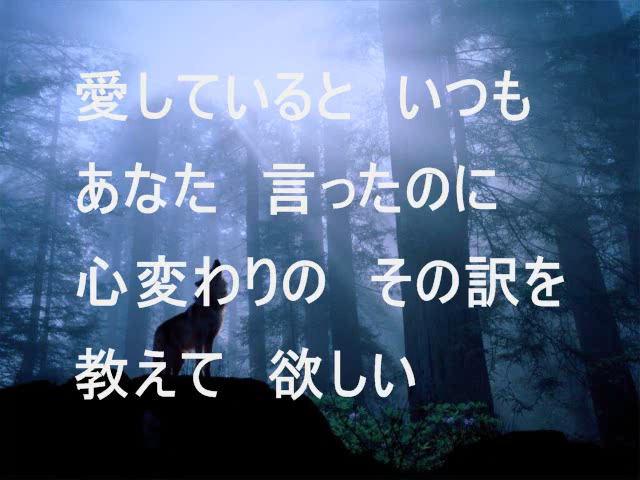 愛していると　いつも
あなた　言ったのに
心変わりの　その訳を
教えて　欲しい